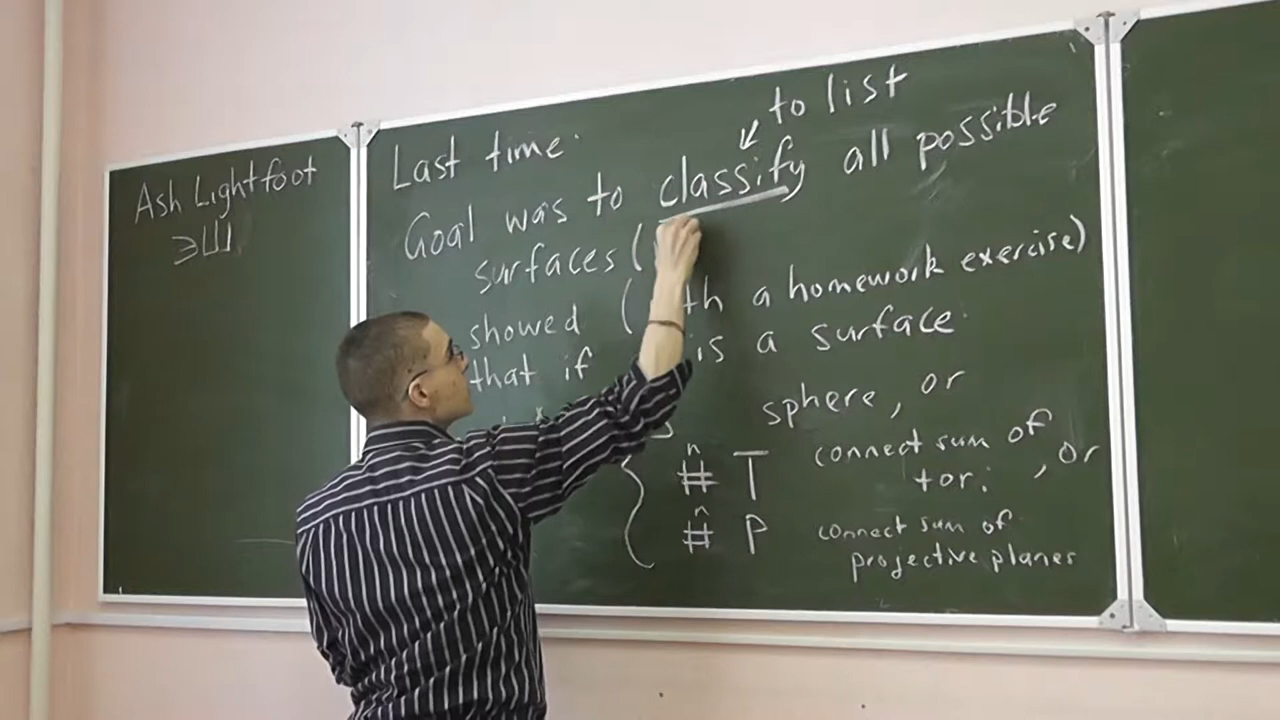 Ash Lightfoot
ЭШ
Last time:
to list
Goal was to classify all possible
surfaces (
showed ( th a homework exercise)
that if is a surface.
sphere, or
n
# T connect sum of
tori, or
n
# P connect sum of
projective planes